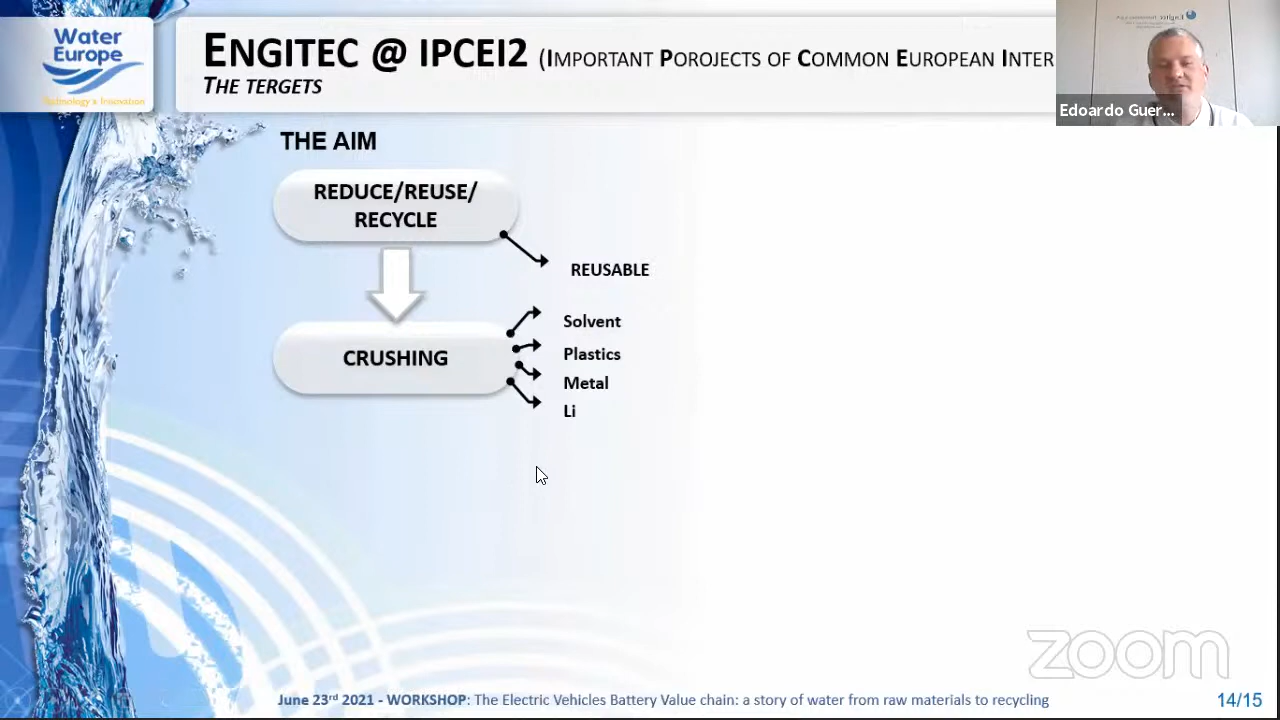 Water
Europe
Technology & Innovation
ENGITEC @ IPCEI2 (IMPORTANT POROJECTS OF COMMON EUROPEAN INTER
THE TERGETS
Edoardo Guer...
THE AIM
REDUCE/REUSE/
RECYCLE
REUSABLE
CRUSHING
Solvent
Plastics
Metal
Li
zoom
June 23rd 2021 - WORKSHOP: The Electric Vehicles Battery Value chain: a story of water from raw materials to recycling
14/15